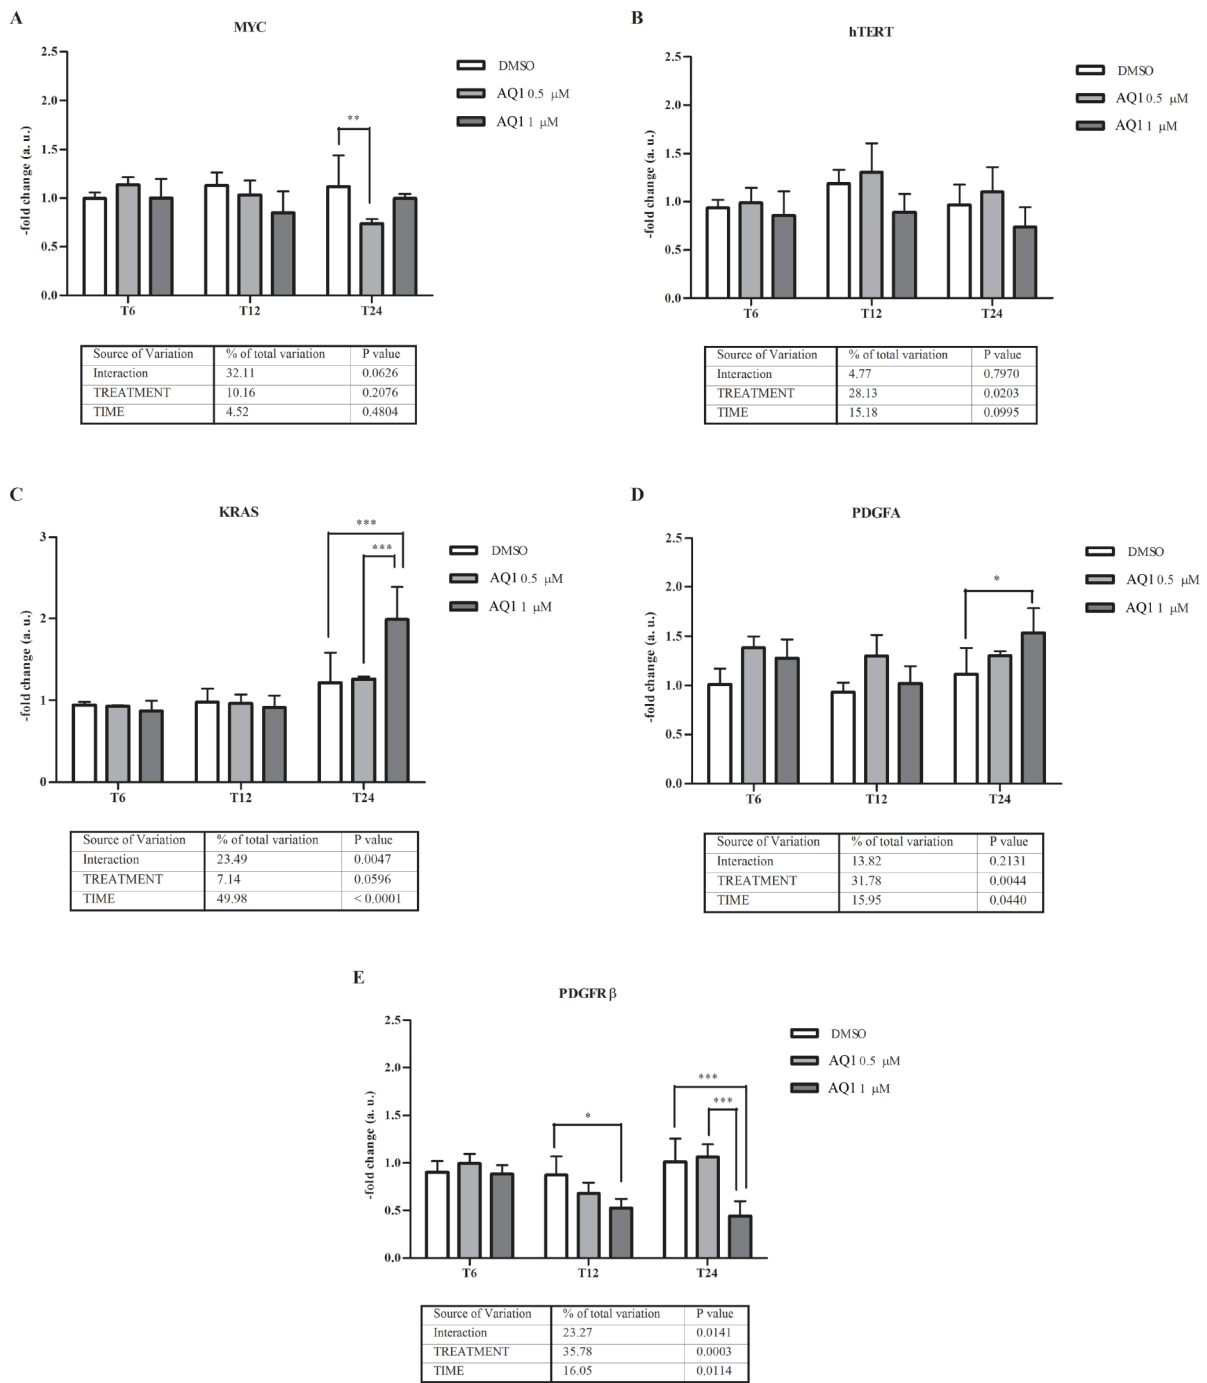 A
MYC
-fold change (a. u.)
2.5
2.0
1.5
1.0
0.5
0.0
**
T6 T12 T24
DMSO
AQ1 0.5 μM
AQ1 1 μM
Source of Variation % of total variation P value
Interaction 32.11 0.0626
TREATMENT 10.16 0.2076
TIME 4.52 0.4804
B
hTERT
-fold change (a. u.)
2.5
2.0
1.5
1.0
0.5
0.0
T6 T12 T24
DMSO
AQ1 0.5 μM
AQ1 1 μM
Source of Variation % of total variation P value
Interaction 4.77 0.7970
TREATMENT 28.13 0.0203
TIME 15.18 0.0995
C
KRAS
-fold change (a. u.)
3
2
1
0
***
***
T6 T12 T24
DMSO
AQ1 0.5 μM
AQ1 1 μM
Source of Variation % of total variation P value
Interaction 23.49 0.0047
TREATMENT 7.14 0.0596
TIME 49.98 < 0.0001
D
PDGFA
-fold change (a. u.)
2.5
2.0
1.5
1.0
0.5
0.0
*
T6 T12 T24
DMSO
AQ1 0.5 μM
AQ1 1 μM
Source of Variation % of total variation P value
Interaction 13.82 0.2131
TREATMENT 31.78 0.0044
TIME 15.95 0.0440
E
PDGFR β
-fold change (a. u.)
2.5
2.0
1.5
1.0
0.5
0.0
*
***
***
T6 T12 T24
DMSO
AQ1 0.5 μM
AQ1 1 μM
Source of Variation % of total variation P value
Interaction 23.27 0.0141
TREATMENT 35.78 0.0003
TIME 16.05 0.0114